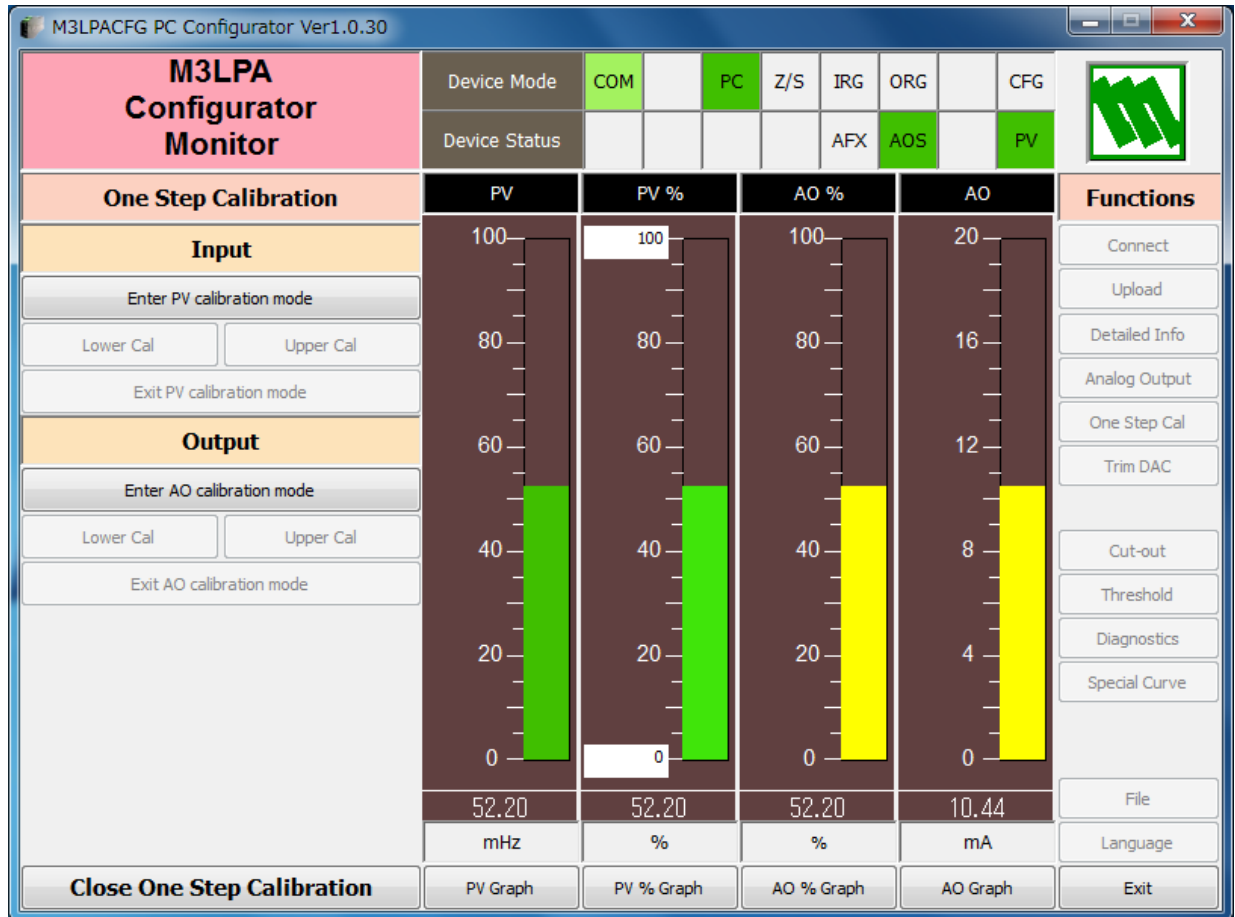 M3LPACFG PC Configurator Ver1.0.30
M3LPA
Configurator
Monitor
Device Mode COM PC Z/S IRG ORG CFG
Device Status AFX AOS PV
One Step Calibration
Input
Enter PV calibration mode
Lower Cal Upper Cal
Exit PV calibration mode
Output
Enter AO calibration mode
Lower Cal Upper Cal
Exit AO calibration mode
Close One Step Calibration
PV PV % AO % AO
100 100 100 20
80 80 80 16
60 60 60 12
40 40 40 8
20 20 20 4
0 0 0 0
52.20 52.20 52.20 10.44
mHz % % mA
PV Graph PV % Graph AO % Graph AO Graph
Functions
Connect
Upload
Detailed Info
Analog Output
One Step Cal
Trim DAC
Cut-out
Threshold
Diagnostics
Special Curve
File
Language
Exit